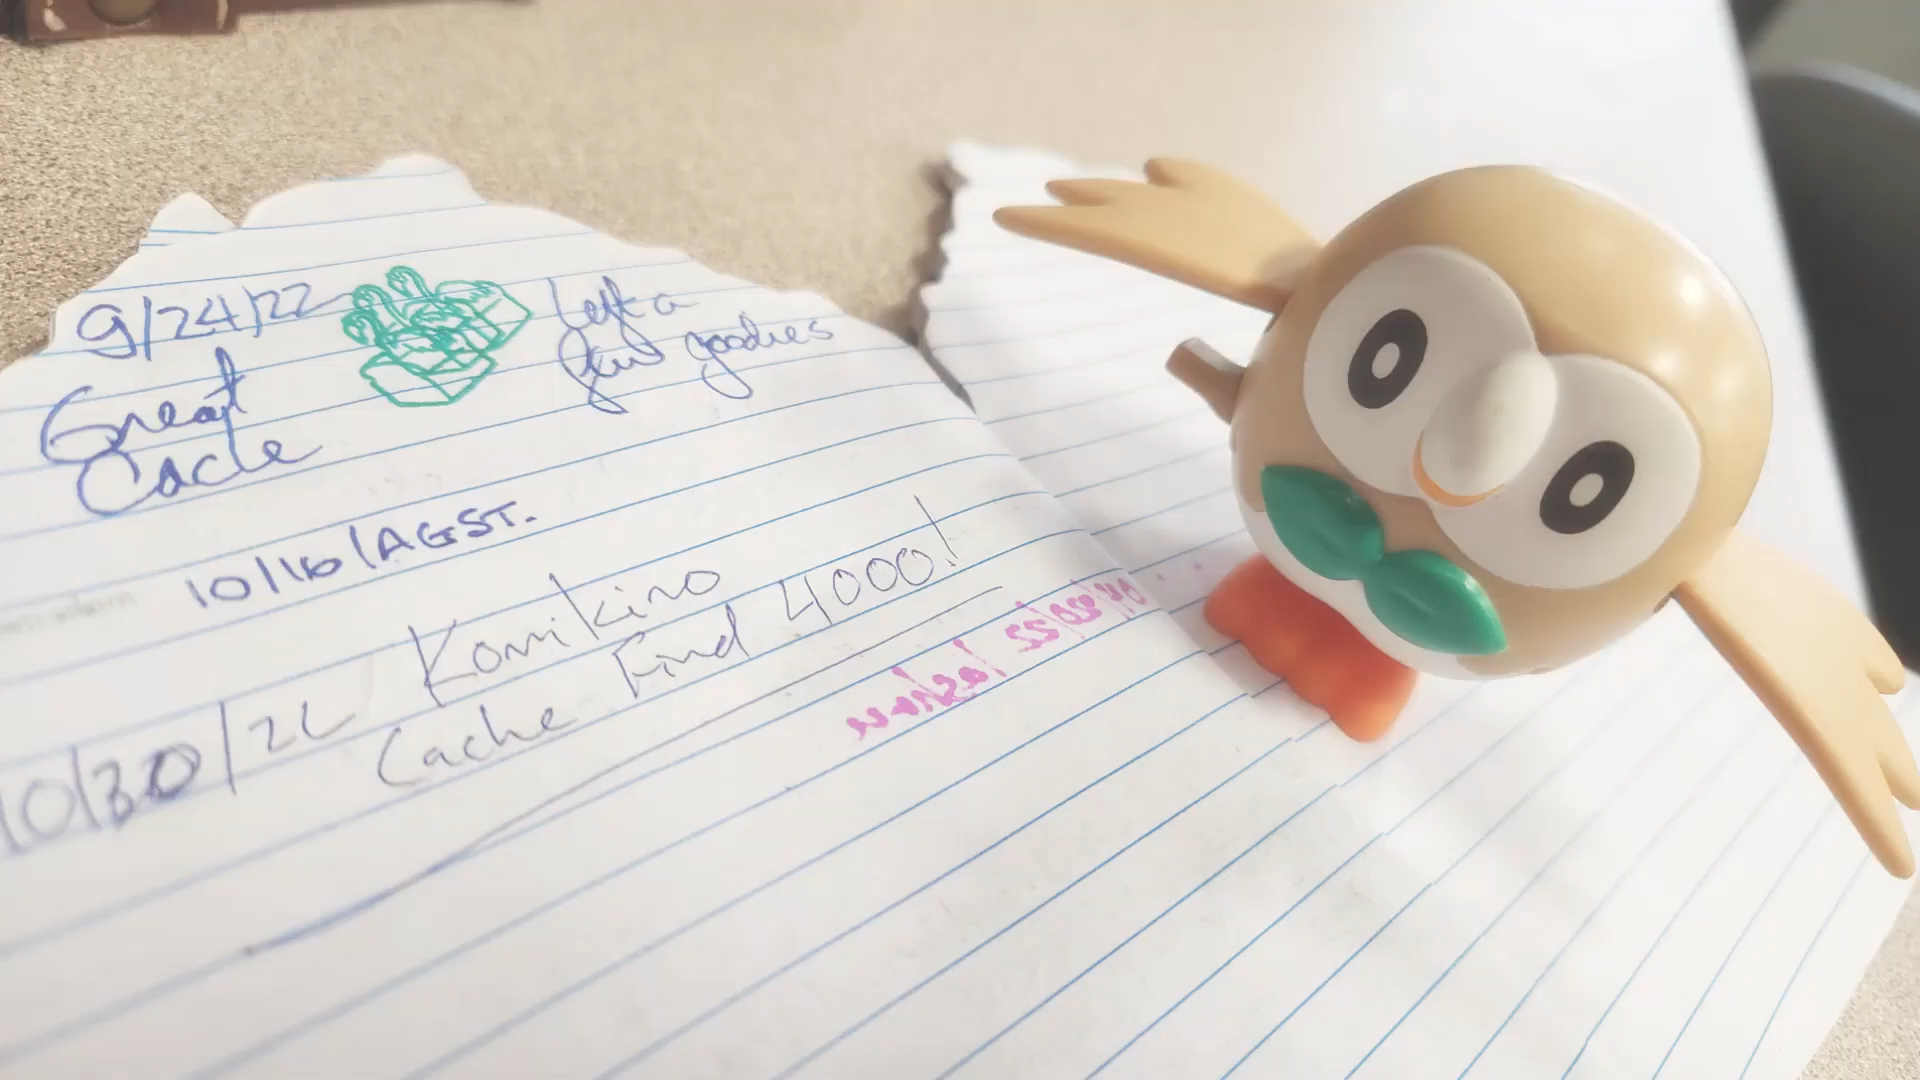 9/24/22 Left a
few goodies
Great
Cache
10/16/AGST.
10/30/22 Komikino
Cache Find 4000!